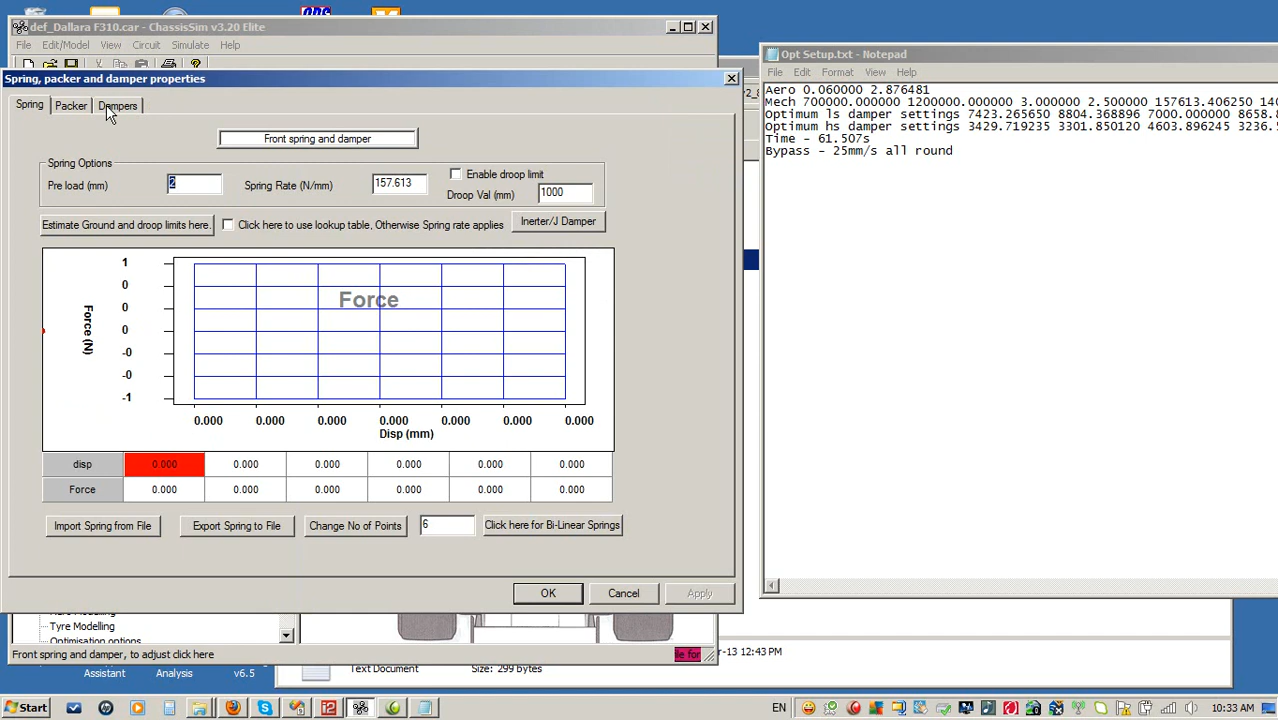 def_Dallara F310.car - ChassisSim v3.20 Elite
File Edit/Model View Circuit Simulate Help
Spring, packer and damper properties
Spring Packer Dampers
Front spring and damper
Spring Options
Pre load (mm) 2 Spring Rate (N/mm) 157.613
Enable droop limit
Droop Val (mm) 1000
Estimate Ground and droop limits here.
Click here to use lookup table, Otherwise Spring rate applies
Inerter/J Damper
Force
Force (N)
1
0
0
0
-0
-0
-1
0.000 0.000 0.000 0.000 0.000 0.000 0.000
Disp (mm)
disp 0.000 0.000 0.000 0.000 0.000 0.000
Force 0.000 0.000 0.000 0.000 0.000 0.000
Import Spring from File Export Spring to File Change No of Points 6 Click here for Bi-Linear Springs
OK Cancel Apply
Tyre Modelling
Optimisation options
Front spring and damper, to adjust click here
ile for
Opt Setup.txt - Notepad
File Edit Format View Help
Aero 0.060000 2.876481
Mech 700000.000000 1200000.000000 3.000000 2.500000 157613.406250 140
Optimum ls damper settings 7423.265650 8804.368896 7000.000000 8658.8
Optimum hs damper settings 3429.719235 3301.850120 4603.896245 3236.5
Time - 61.507s
Bypass - 25mm/s all round
r-13 12:43 PM
Text Document Size: 299 bytes
Assistant Analysis v6.5
Start
EN
10:33 AM